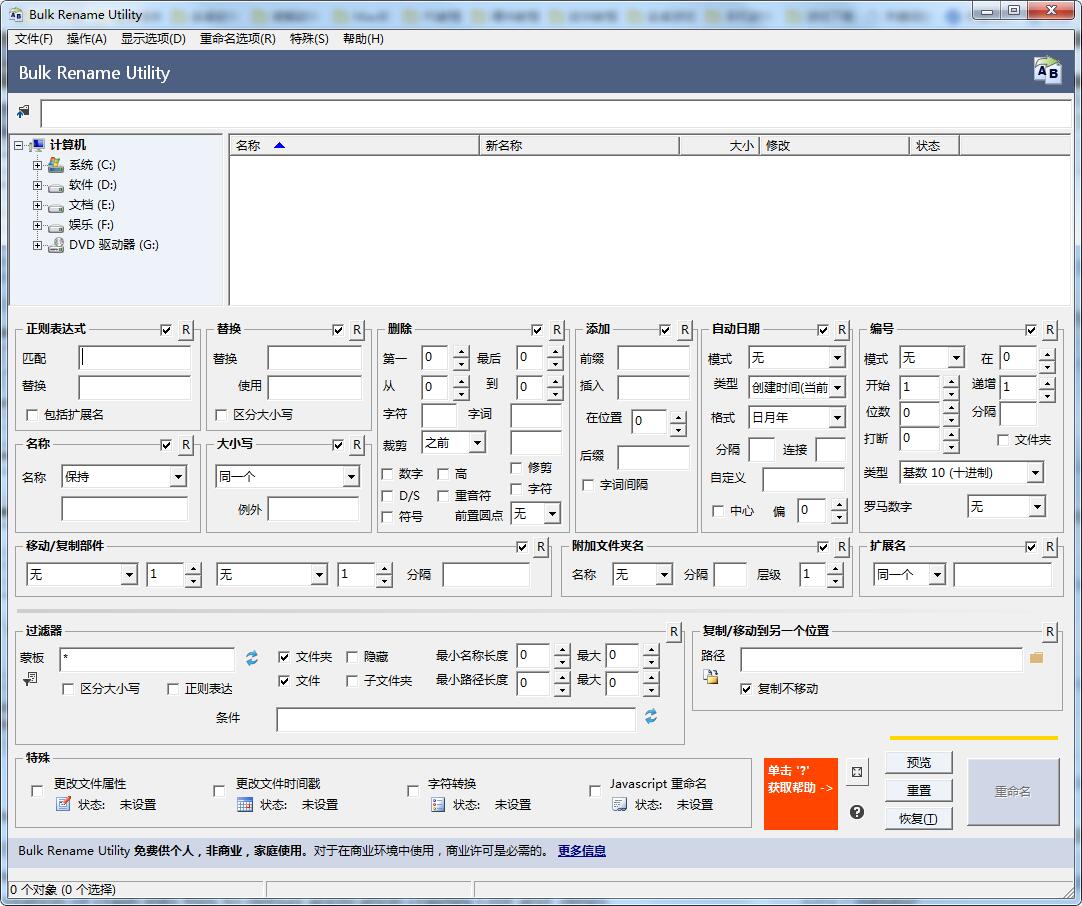 Bulk Rename Utility
文件(F) 操作(A) 显示选项(D) 重命名选项(R) 特殊(S) 帮助(H)
Bulk Rename Utility
AB
计算机
系统 (C:)
软件 (D:)
文档 (E:)
娱乐 (F:)
DVD 驱动器 (G:)
名称 新名称 大小 修改 状态
正则表达式 R
匹配
替换
包括扩展名
替换 R
替换
使用
区分大小写
名称 R
名称 保持
大小写 R
同一个
例外
删除 R
第一 0 最后 0
从 0 到 0
字符 字词
裁剪 之前
数字 高 修剪
D/S 重音符 字符
符号 前置圆点 无
添加 R
前缀
插入
在位置 0
后缀
字词间隔
自动日期 R
模式 无
类型 创建时间(当前
格式 日月年
分隔 连接
自定义
中心 偏 0
编号 R
模式 无 在 0
开始 1 递增 1
位数 0 分隔
打断 0 文件夹
类型 基数 10 (十进制)
罗马数字 无
移动/复制部件 R
无 1 无 1 分隔
附加文件夹名 R
名称 无 分隔 层级 1
扩展名 R
同一个
过滤器 R
蒙板 * 文件夹 隐藏 最小名称长度 0 最大 0
区分大小写 正则表达 文件 子文件夹 最小路径长度 0 最大 0
条件
复制/移动到另一个位置 R
路径
复制不移动
特殊
更改文件属性
状态: 未设置
更改文件时间戳
状态: 未设置
字符转换
状态: 未设置
Javascript 重命名
状态: 未设置
单击 '?'
获取帮助 ->
?
预览
重置
恢复(T)
重命名
Bulk Rename Utility 免费供个人，非商业，家庭使用。对于在商业环境中使用，商业许可是必需的。 更多信息
0 个对象 (0 个选择)